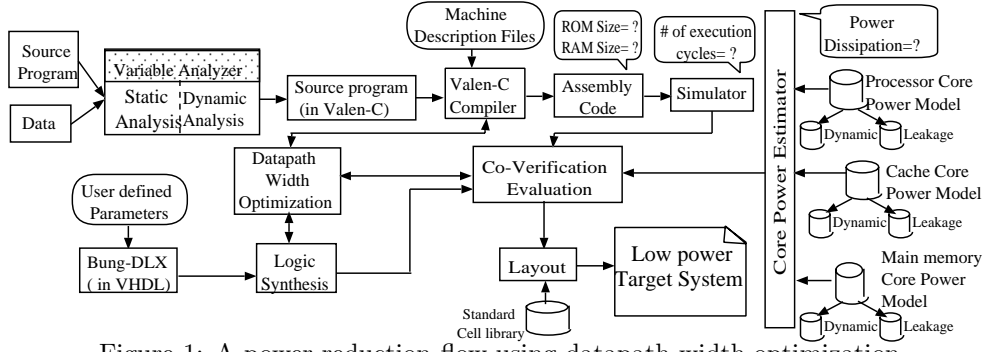 Machine
Description Files
ROM Size= ?
RAM Size= ?
# of execution
cycles= ?
Power
Dissipation=?
Source
Program
Data
Variable Analyzer
Static
Analysis
Dynamic
Analysis
Source program
(in Valen-C)
Valen-C
Compiler
Assembly
Code
Simulator
Core Power Estimator
Processor Core
Power Model
Dynamic
Leakage
Datapath
Width
Optimization
Co-Verification
Evaluation
Cache Core
Power Model
Dynamic
Leakage
User defined
Parameters
Bung-DLX
( in VHDL)
Logic
Synthesis
Layout
Low power
Target System
Standard
Cell library
Main memory
Core Power
Model
Dynamic
Leakage
Figure 1: A power reduction flow using datapath width optimization